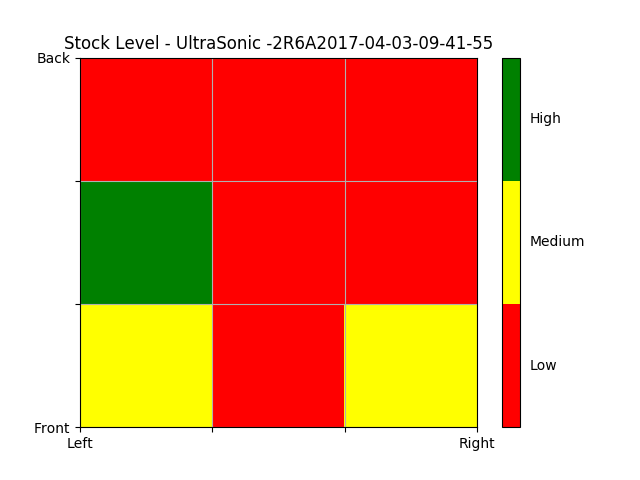 Stock Level - UltraSonic -2R6A2017-04-03-09-41-55
Back
High
Medium
Low
Front
Left
Right